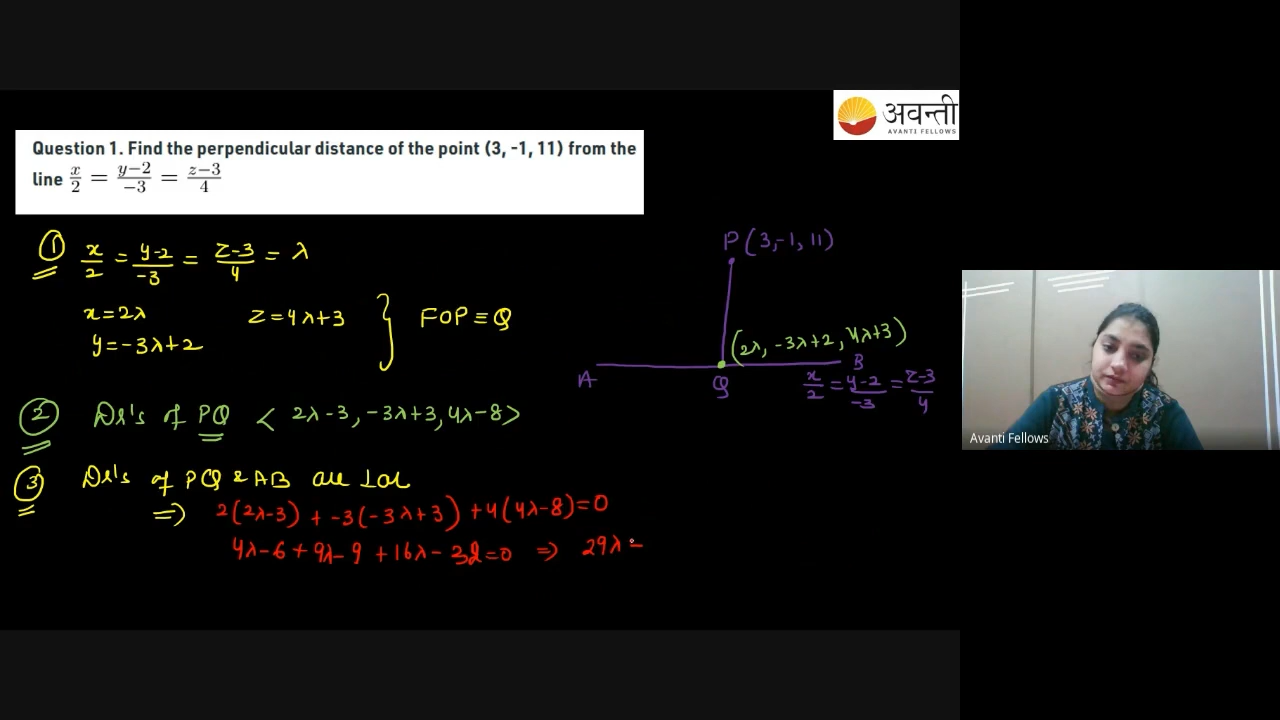 अवन्ती
AVANTI FELLOWS
Question 1. Find the perpendicular distance of the point (3, -1, 11) from the
line x/2 = y−2/−3 = z−3/4
① x/2 = y-2/-3 = z-3/4 = λ
x=2λ z=4λ+3 } FOP ≡ Q
y=-3λ+2
② Dr's of PQ < 2λ-3, -3λ+3, 4λ-8>
③ Dr's of PQ & AB are ⊥ar
=> 2(2λ-3) + -3(-3λ+3) +4(4λ-8)=0
4λ-6+9λ-9 +16λ-32=0 => 29λ -
P(3,-1, 11)
(2λ, -3λ+2, 4λ+3)
A Q B
x/2 = y-2/-3 = z-3/4
Avanti Fellows